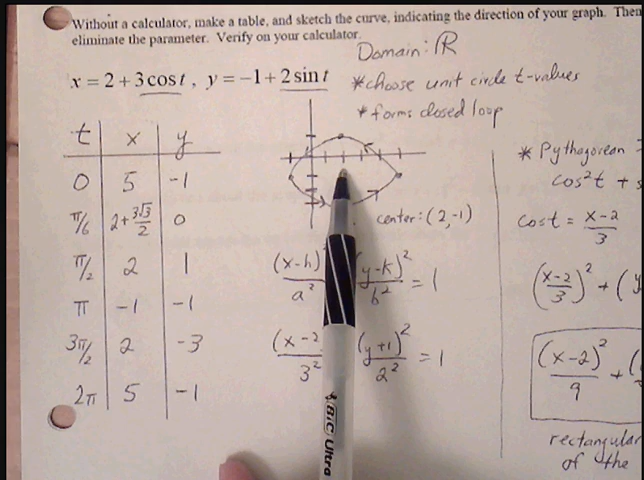 Without a calculator, make a table, and sketch the curve, indicating the direction of your graph. Then
eliminate the parameter. Verify on your calculator.
Domain: ℝ
x = 2 + 3 cos t , y = −1 + 2 sin t
* choose unit circle t-values
* forms closed loop
t x y
0 5 -1
π/6 2+3√3/2 0
π/2 2 1
π -1 -1
3π/2 2 -3
2π 5 -1
center: (2,-1)
(x-h)/a² (y-k)²/b² = 1
(x-2/3² (y+1)²/2² = 1
* Pythagorean
cos²t +
cost = x-2/3
(x-2/3)² + (y
(x-2)²/9 + (
rectangular
of the
BIC Ultra